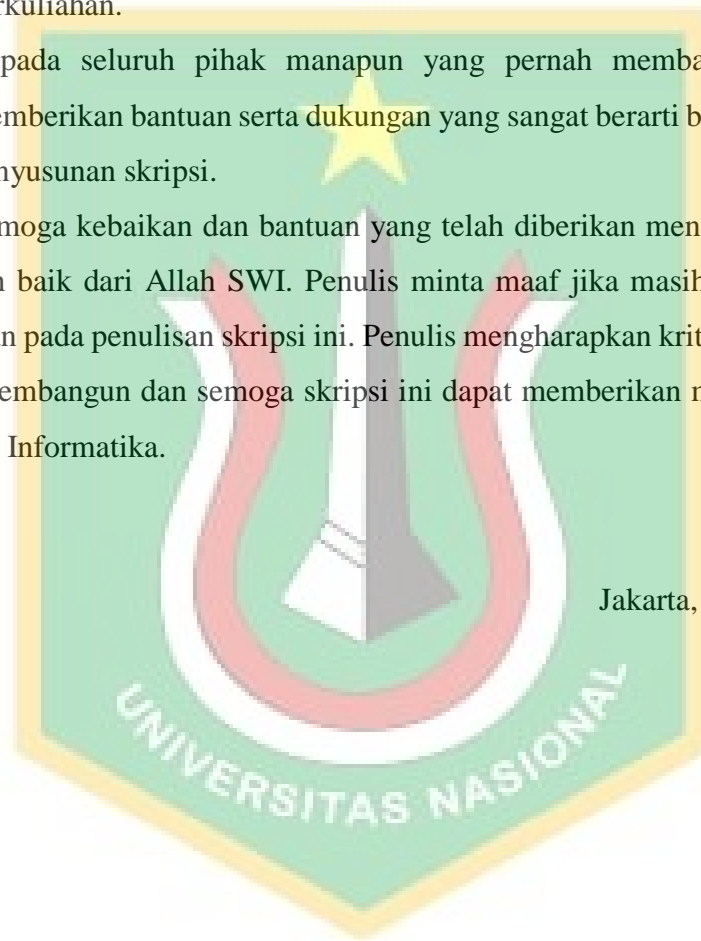 rkuliahan.
pada seluruh pihak manapun yang pernah memba
emberikan bantuan serta dukungan yang sangat berarti b
nyusunan skripsi.
moga kebaikan dan bantuan yang telah diberikan men
n baik dari Allah SWI. Penulis minta maaf jika masih
an pada penulisan skripsi ini. Penulis mengharapkan krit
embangun dan semoga skripsi ini dapat memberikan m
Informatika.
Jakarta,
UNIVERSITAS NASIONAL